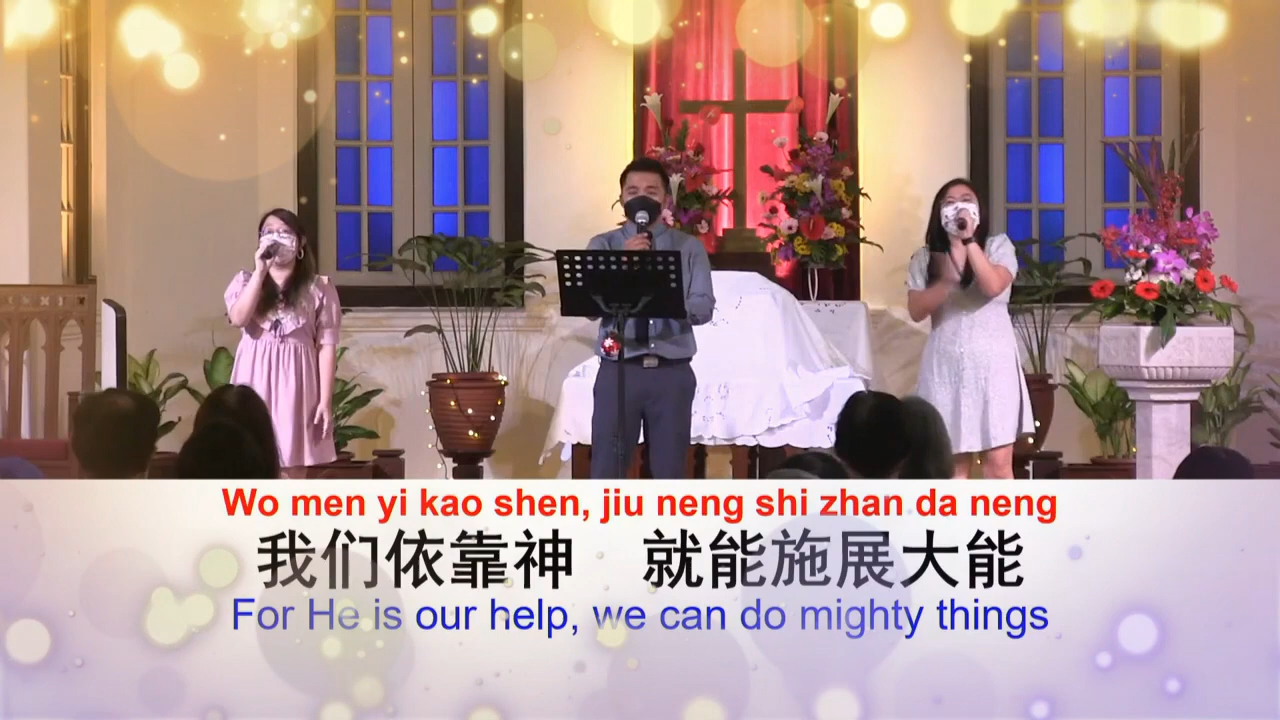 Wo men yi kao shen, jiu neng shi zhan da neng
我们依靠神 就能施展大能
For He is our help, we can do mighty things